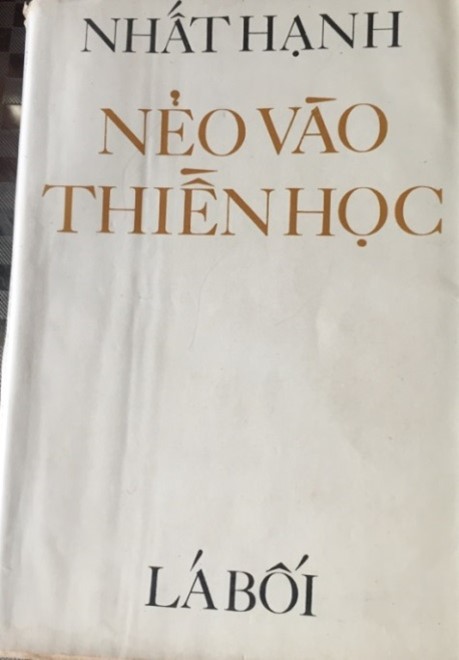 NHẤT HẠNH
NẺO VÀO
THIỀN HỌC
LÁ BỐI